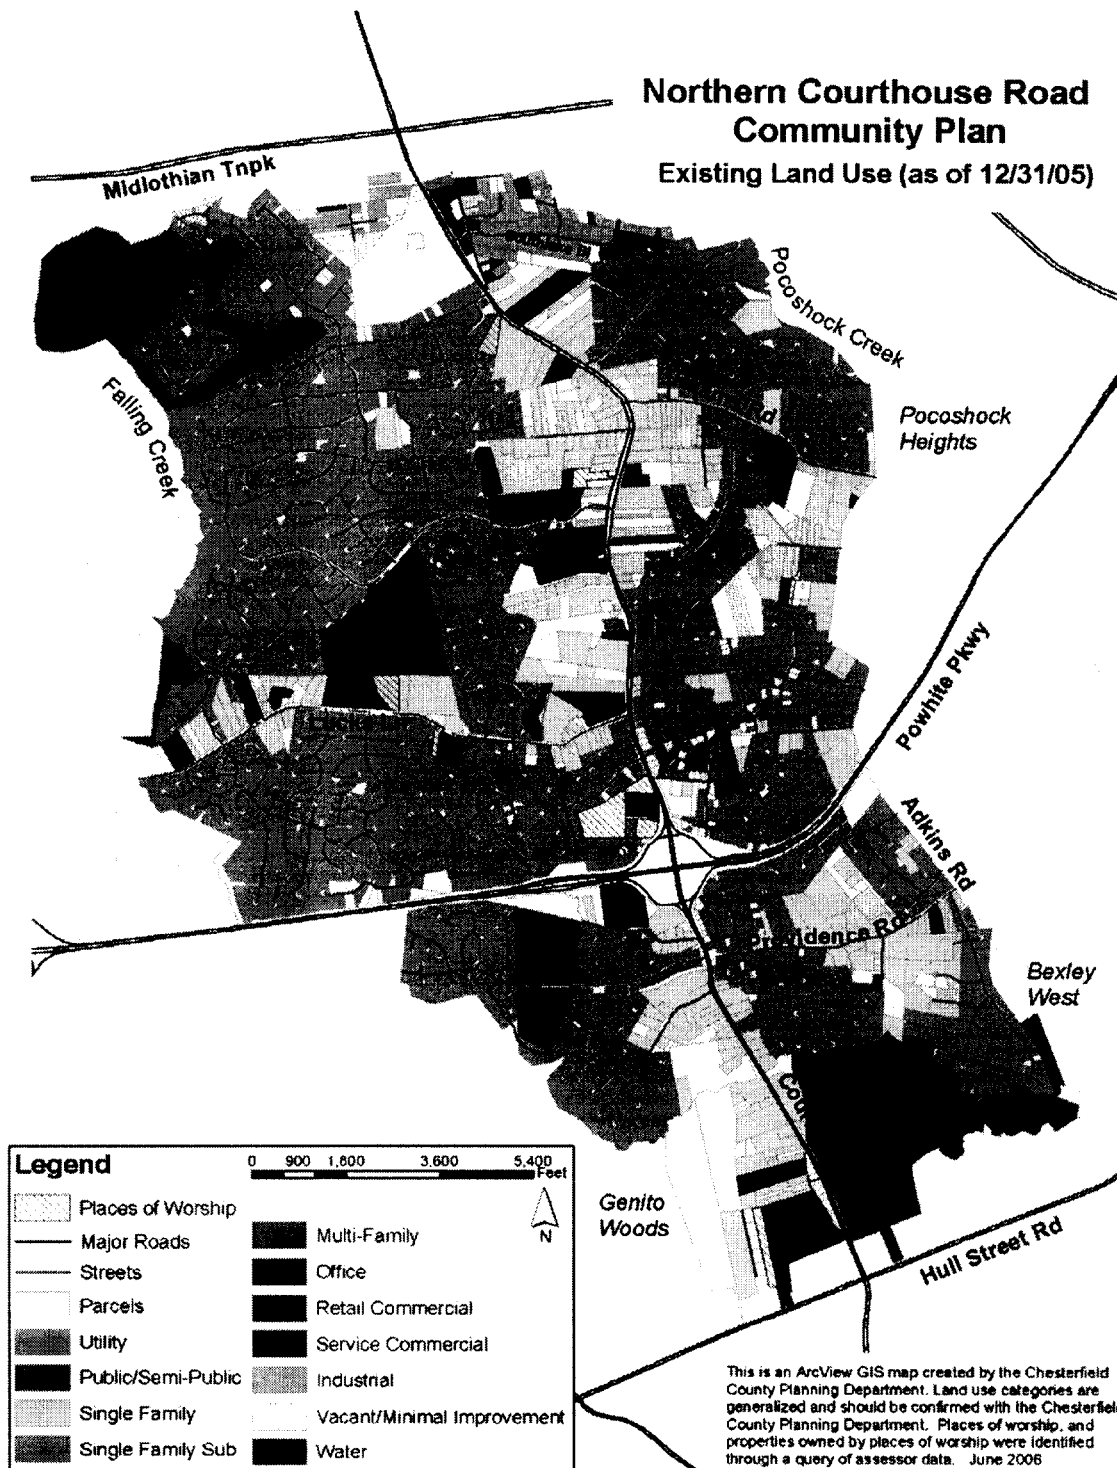 Northern Courthouse Road
Community Plan
Existing Land Use (as of 12/31/05)
Midlothian Tnpk
Pocoshock Creek
Falling Creek
Rd
Pocoshock
Heights
Powhite Pkwy
Adkins Rd
Providence Road
Bexley
West
Genito
Woods
Hull Street Rd
Legend
0 900 1,800 3,600 5,400
Feet
N
Places of Worship
Major Roads
Streets
Parcels
Utility
Public/Semi-Public
Single Family
Single Family Sub
Multi-Family
Office
Retail Commercial
Service Commercial
Industrial
Vacant/Minimal Improvement
Water
This is an ArcView GIS map created by the Chesterfield
County Planning Department. Land use categories are
generalized and should be confirmed with the Chesterfield
County Planning Department. Places of worship, and
properties owned by places of worship were identified
through a query of assessor data. June 2006